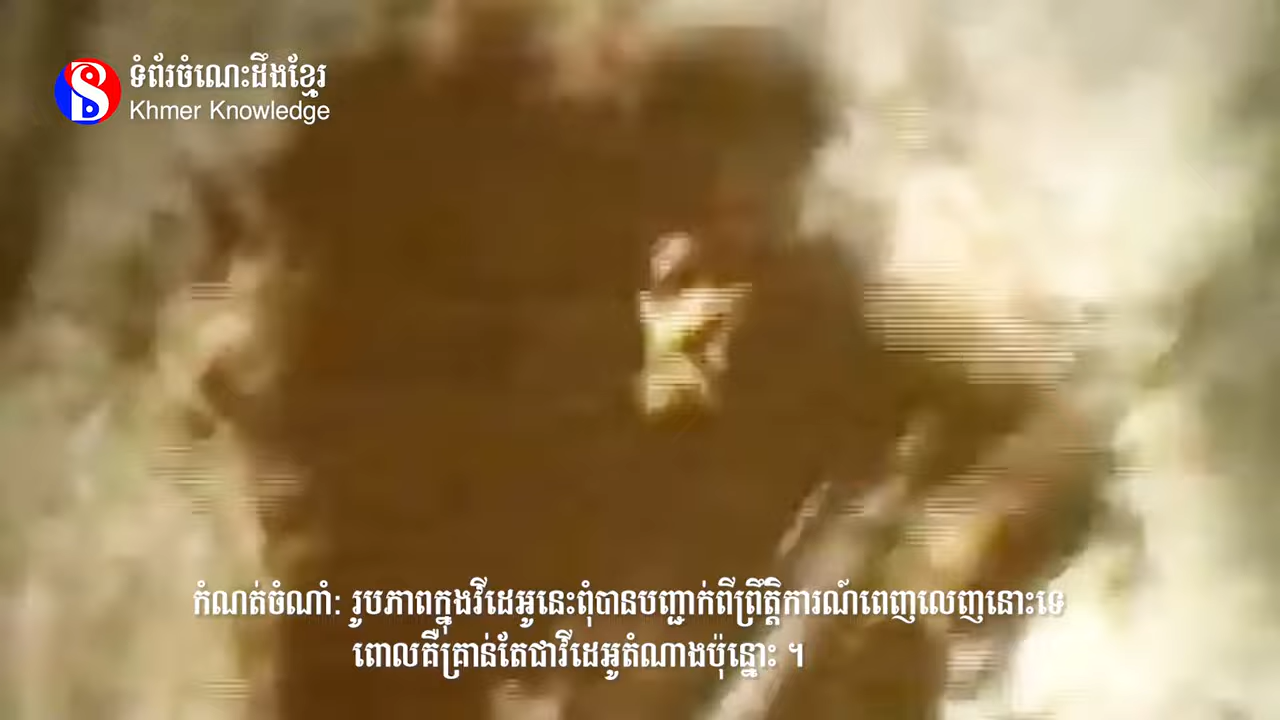 ទំព័រចំណេះដឹងខ្មែរ
Khmer Knowledge
កំណត់ចំណាំ: រូបភាពក្នុងវីដេអូនេះពុំបានបញ្ជាក់ពីព្រឹត្តិការណ៍ពេញលេញនោះទេ
ពោលគឺគ្រាន់តែជាវីដេអូតំណាងប៉ុន្នោះ ។